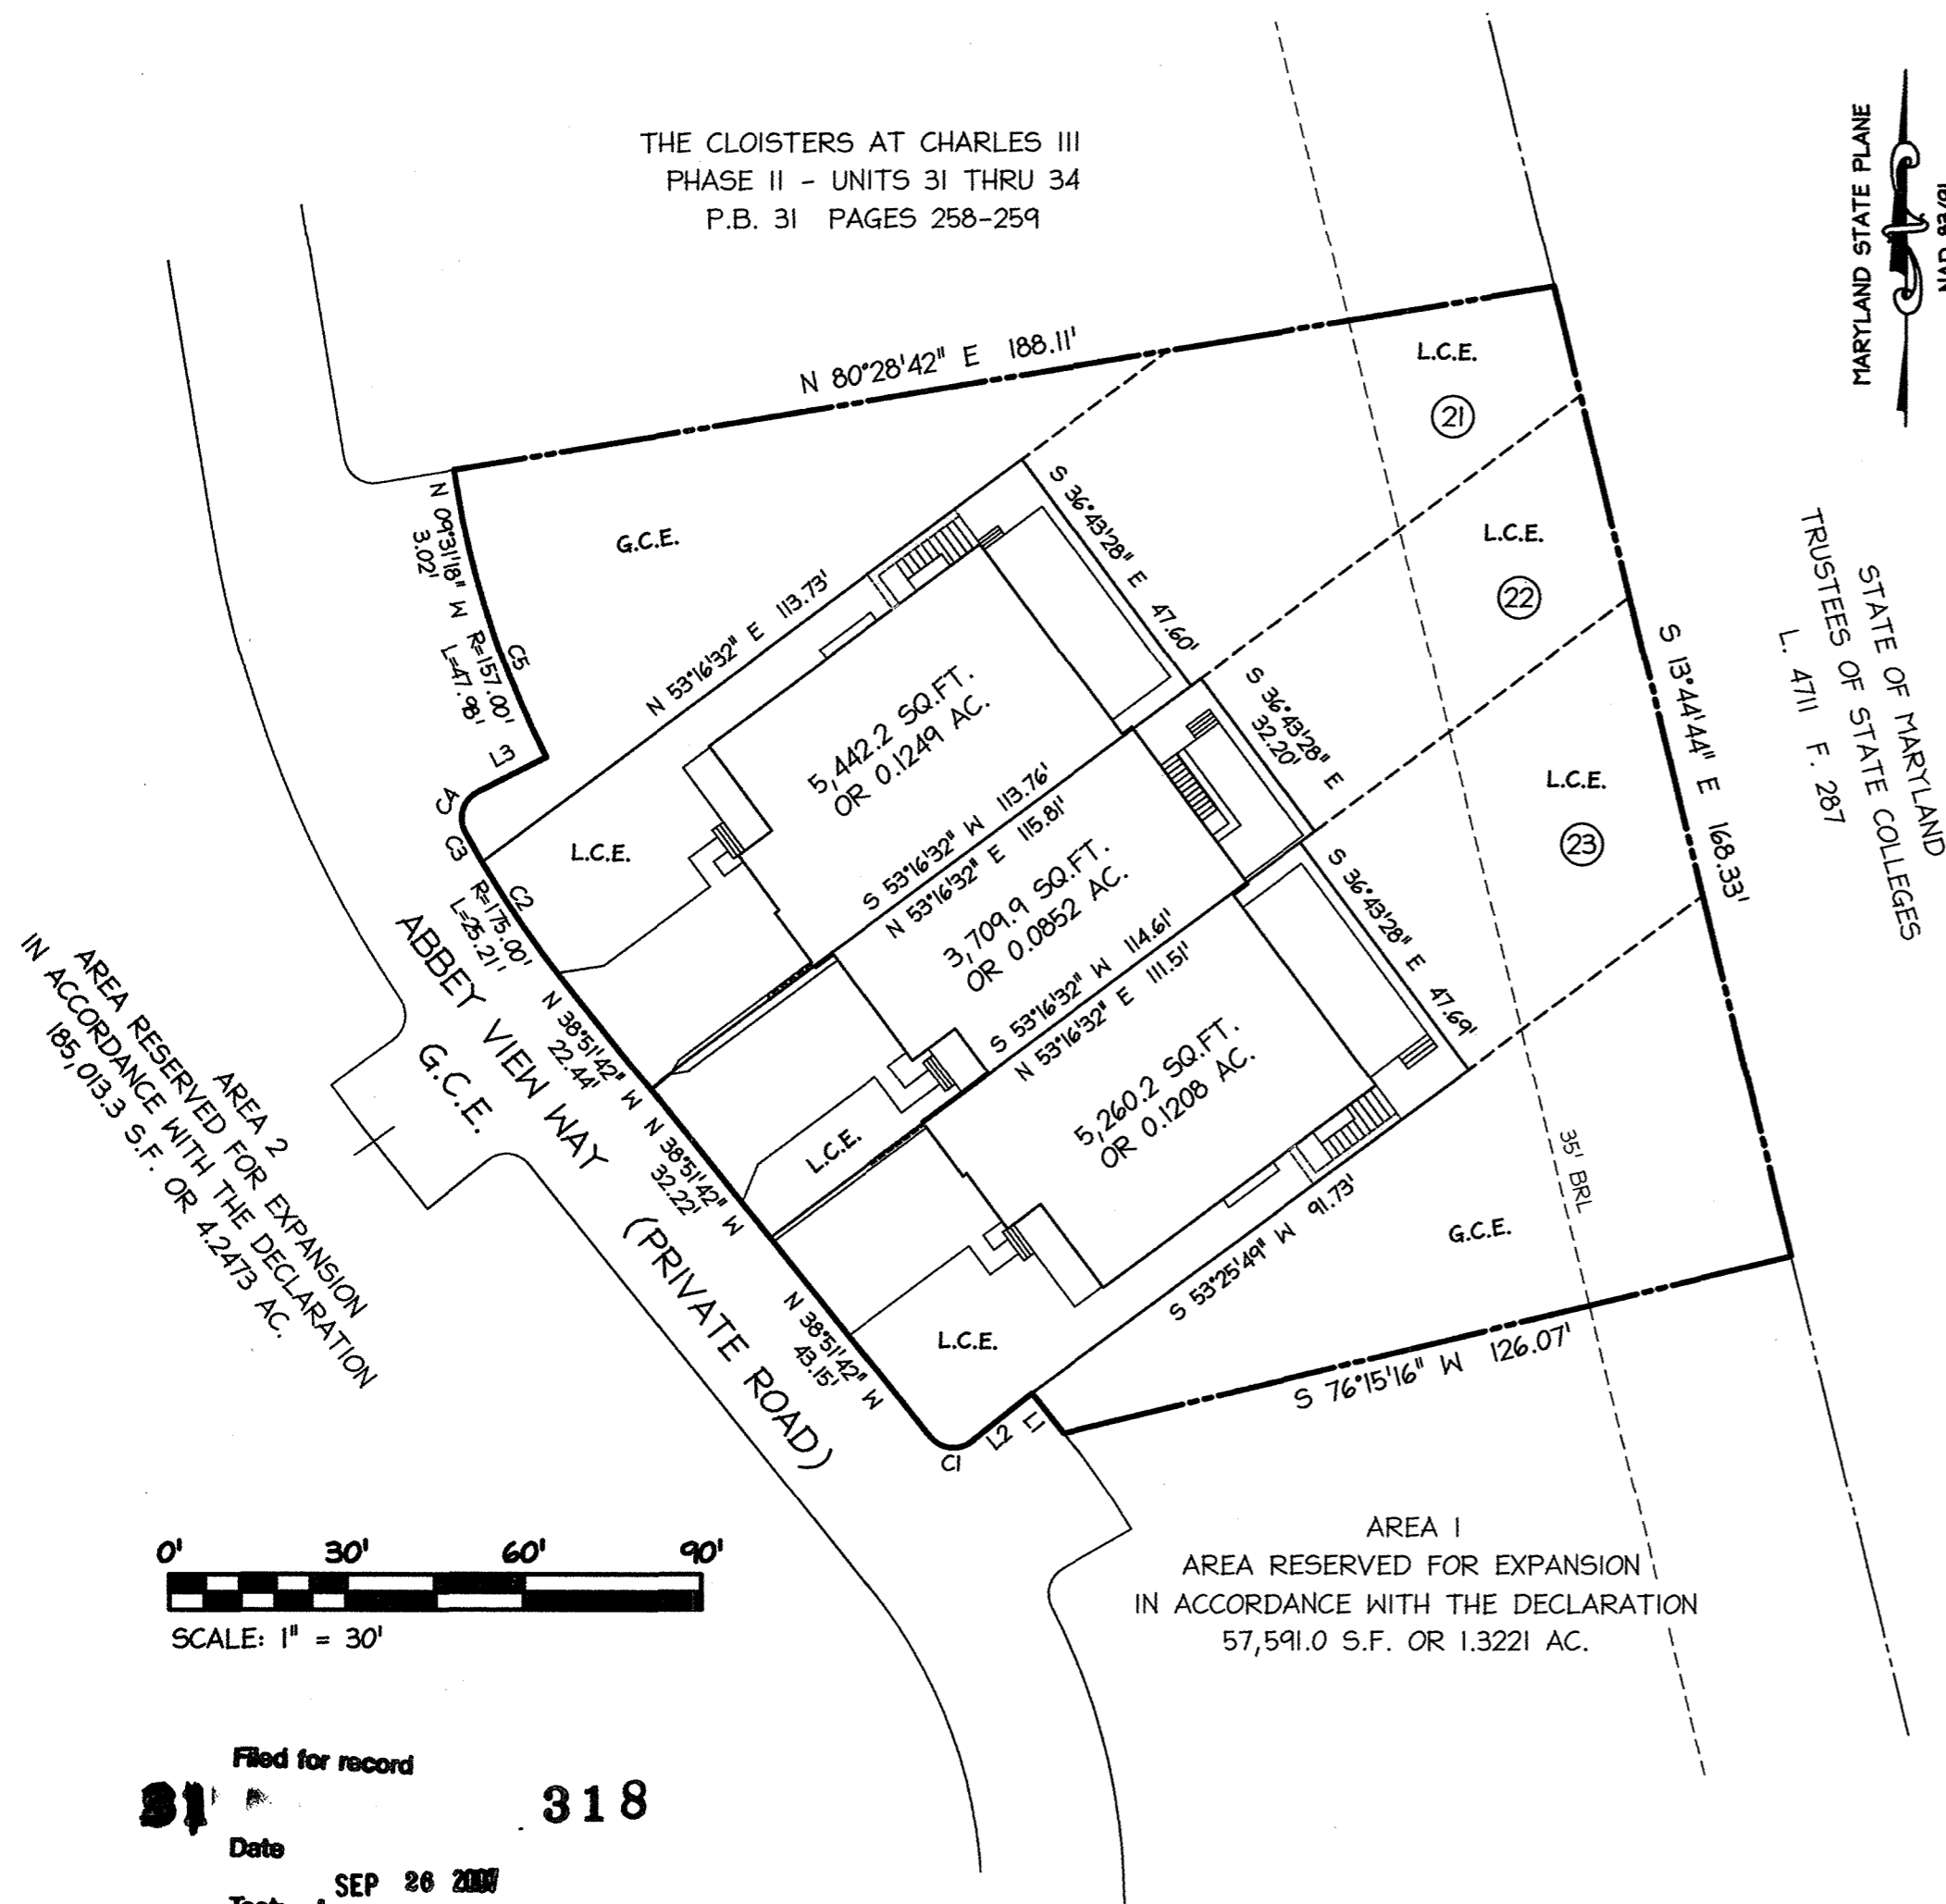 THE CLOISTERS AT CHARLES III
PHASE II - UNITS 31 THRU 34
P.B. 31 PAGES 258-259
MARYLAND STATE PLANE
NAD 83/91
N 80°28'42" E 188.11'
L.C.E.
21
L.C.E.
22
L.C.E.
23
STATE OF MARYLAND
TRUSTEES OF STATE COLLEGES
L. 4711 F. 287
S 13°44'44" E 168.33'
G.C.E.
N 09°31'18" W
3.02'
C5
R=157.00'
L=47.98'
L3
C4
C3
C2
R=175.00'
L=25.21'
N 53°16'32" E 113.73'
S 36°43'28" E 47.60'
5,442.2 SQ.FT.
OR 0.1249 AC.
L.C.E.
S 53°16'32" W 113.76'
N 53°16'32" E 115.81'
S 36°43'28" E
32.20'
3,709.9 SQ.FT.
OR 0.0852 AC.
L.C.E.
S 53°16'32" W 114.61'
N 53°16'32" E 111.51'
S 36°43'28" E 47.69'
5,260.2 SQ.FT.
OR 0.1208 AC.
L.C.E.
S 53°25'49" W 91.73'
G.C.E.
35' BRL
S 76°15'16" W 126.07'
N 38°51'42" W
22.44'
N 38°51'42" W
32.22'
N 38°51'42" W
43.15'
C1
L2
L1
ABBEY VIEW WAY (PRIVATE ROAD)
G.C.E.
AREA 2
AREA RESERVED FOR EXPANSION
IN ACCORDANCE WITH THE DECLARATION
185,013.3 S.F. OR 4.2473 AC.
AREA 1
AREA RESERVED FOR EXPANSION
IN ACCORDANCE WITH THE DECLARATION
57,591.0 S.F. OR 1.3221 AC.
0' 30' 60' 90'
SCALE: 1" = 30'
Filed for record
31 318
Date
SEP 26 2007